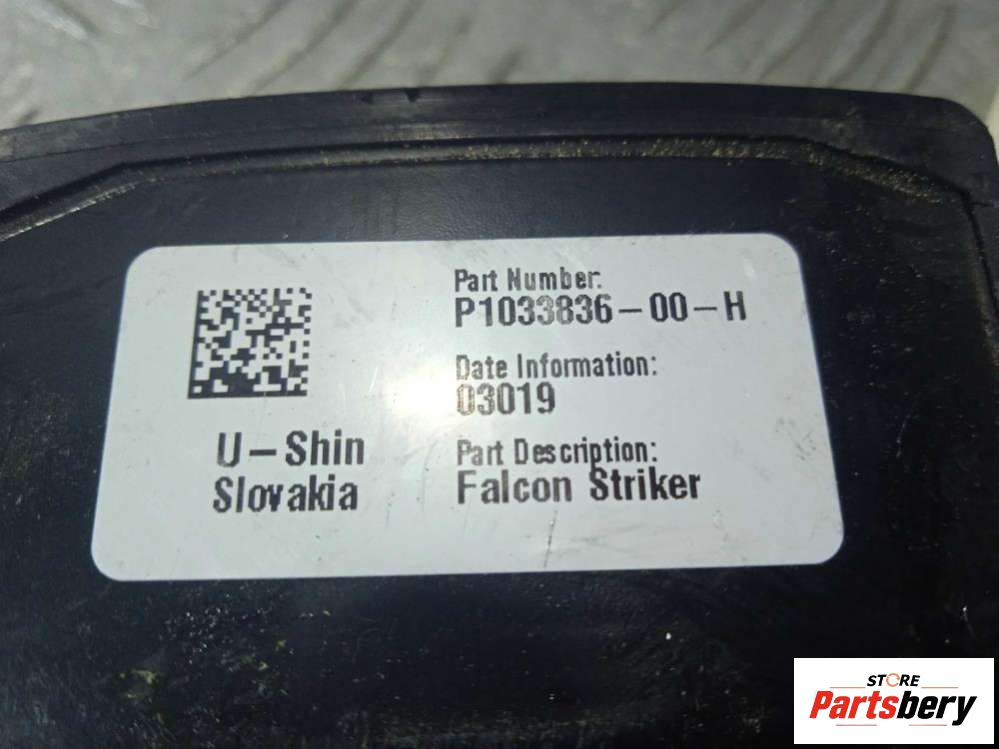 Part Number:
P1033836-00-H
Date Information:
03019
Part Description:
Falcon Striker
U-Shin
Slovakia
STORE
Partsbery